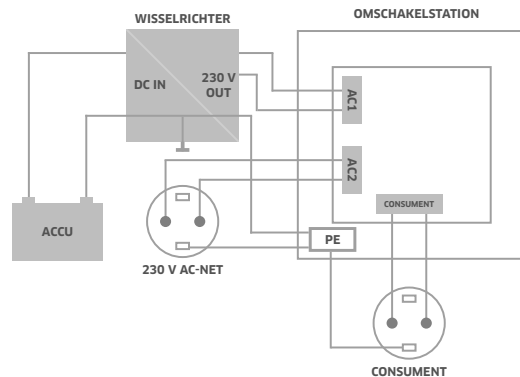 WISSELRICHTER
OMSCHAKELSTATION
DC IN
230 V
OUT
AC1
AC2
CONSUMENT
ACCU
PE
230 V AC-NET
CONSUMENT